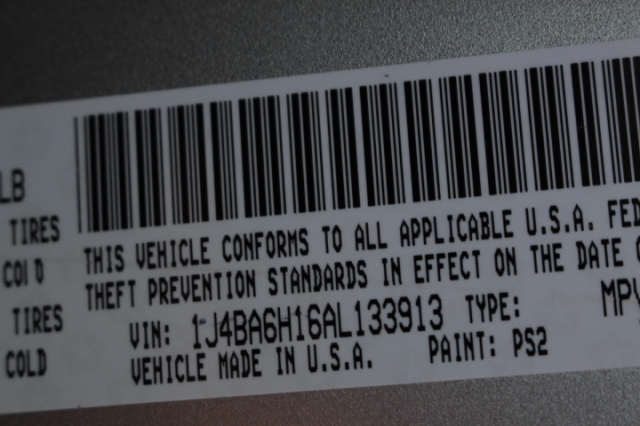 LB
TIRES
COLD
TIRES
COLD
THIS VEHICLE CONFORMS TO ALL APPLICABLE U.S.A. FED
THEFT PREVENTION STANDARDS IN EFFECT ON THE DATE
VIN: 1J4BA6H16AL133913 TYPE: MPV
VEHICLE MADE IN U.S.A. PAINT: PS2